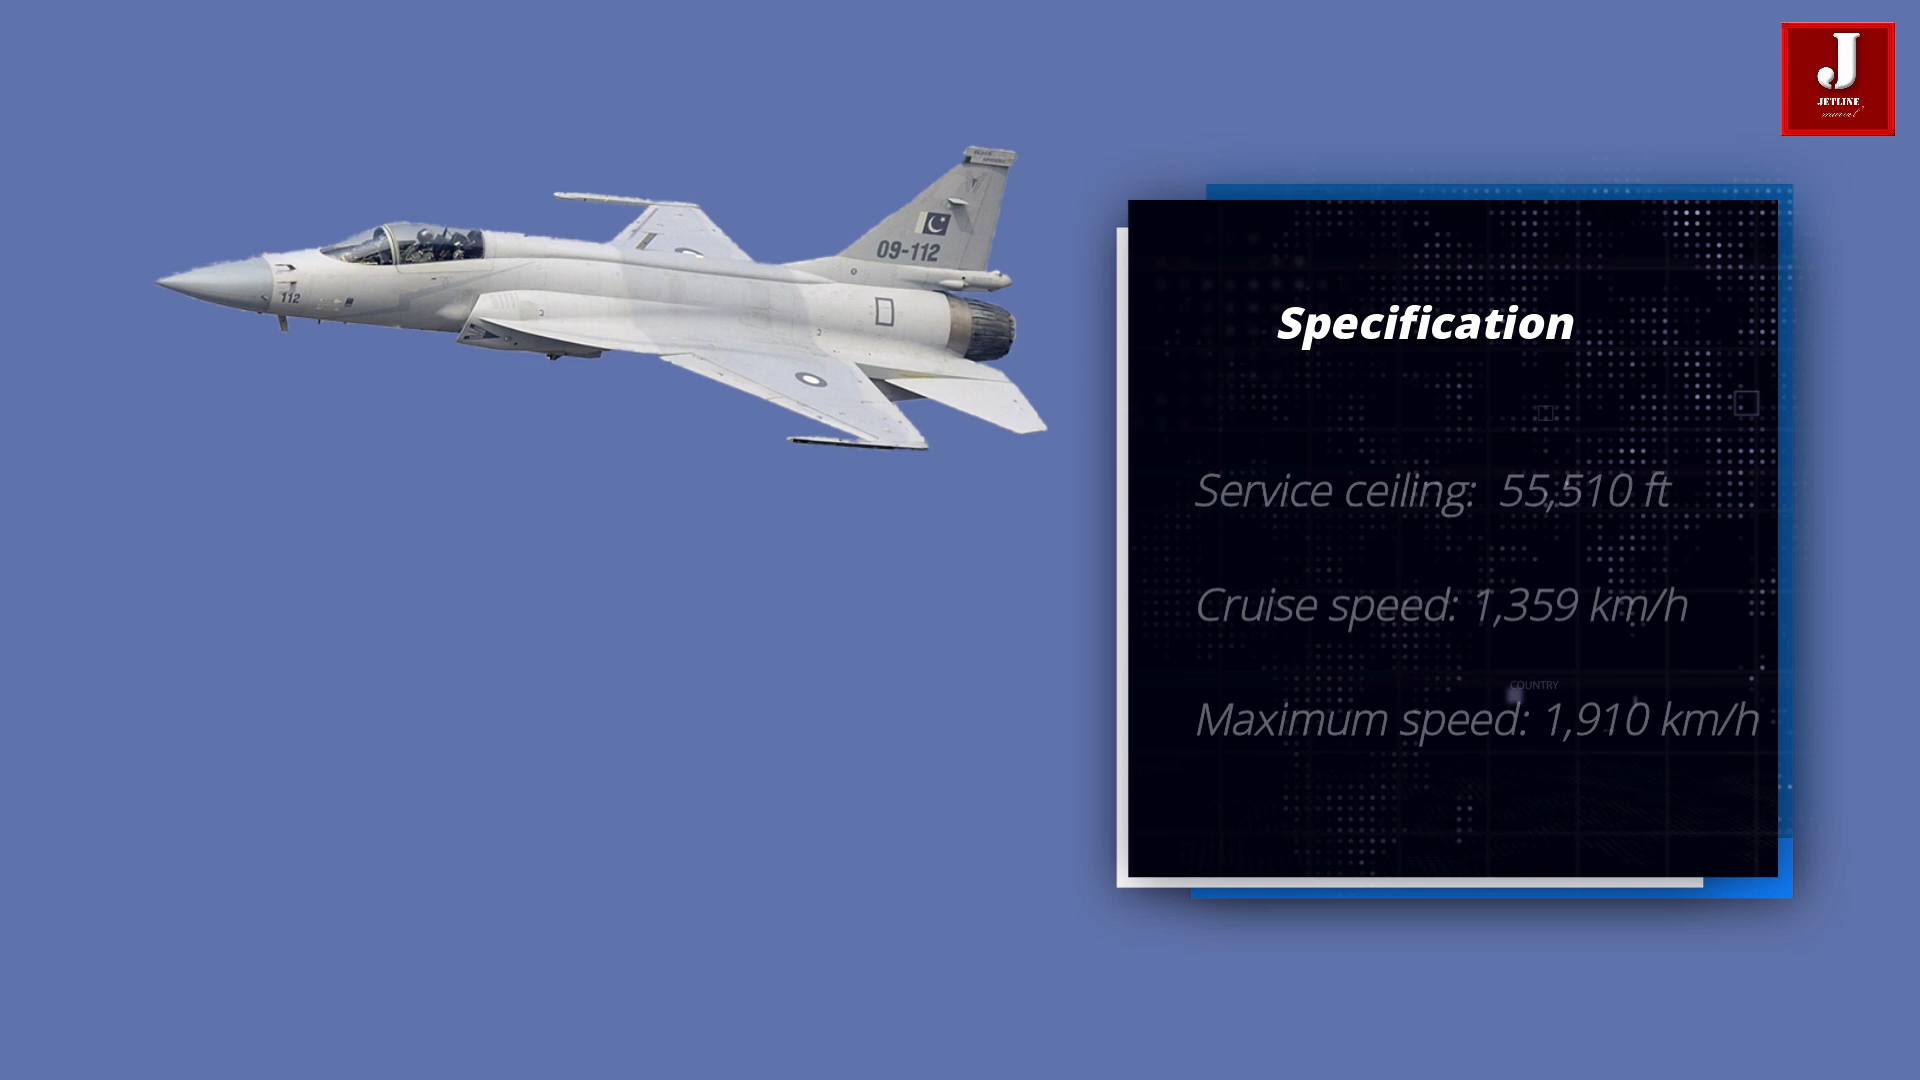 J
JETLINE
09-112
112
Specification
Service ceiling: 55,510 ft
Cruise speed: 1,359 km/h
COUNTRY
Maximum speed: 1,910 km/h